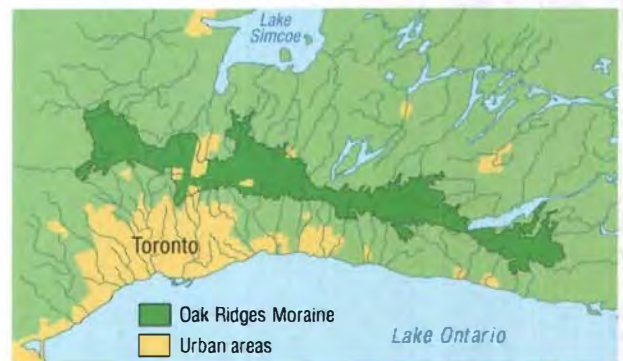 Lake
Simcoe
Toronto
Oak Ridges Moraine
Urban areas
Lake Ontario